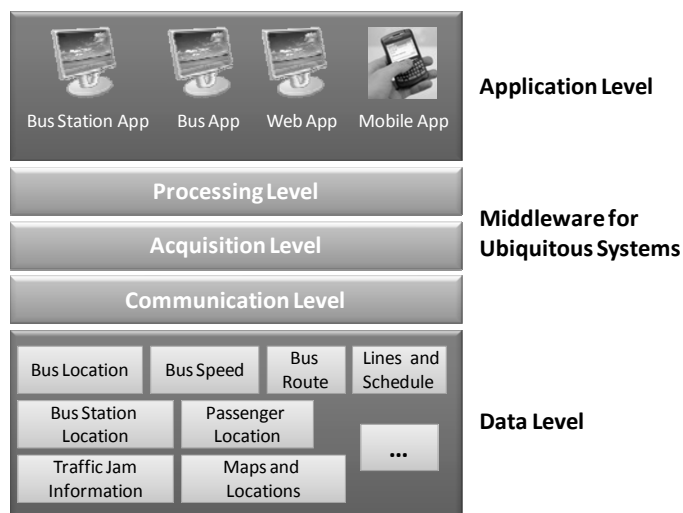 Bus Station App
Bus App
Web App
Mobile App
Application Level
Processing Level
Acquisition Level
Communication Level
Middleware for
Ubiquitous Systems
Bus Location
Bus Speed
Bus
Route
Lines and
Schedule
Bus Station
Location
Passenger
Location
...
Traffic Jam
Information
Maps and
Locations
Data Level